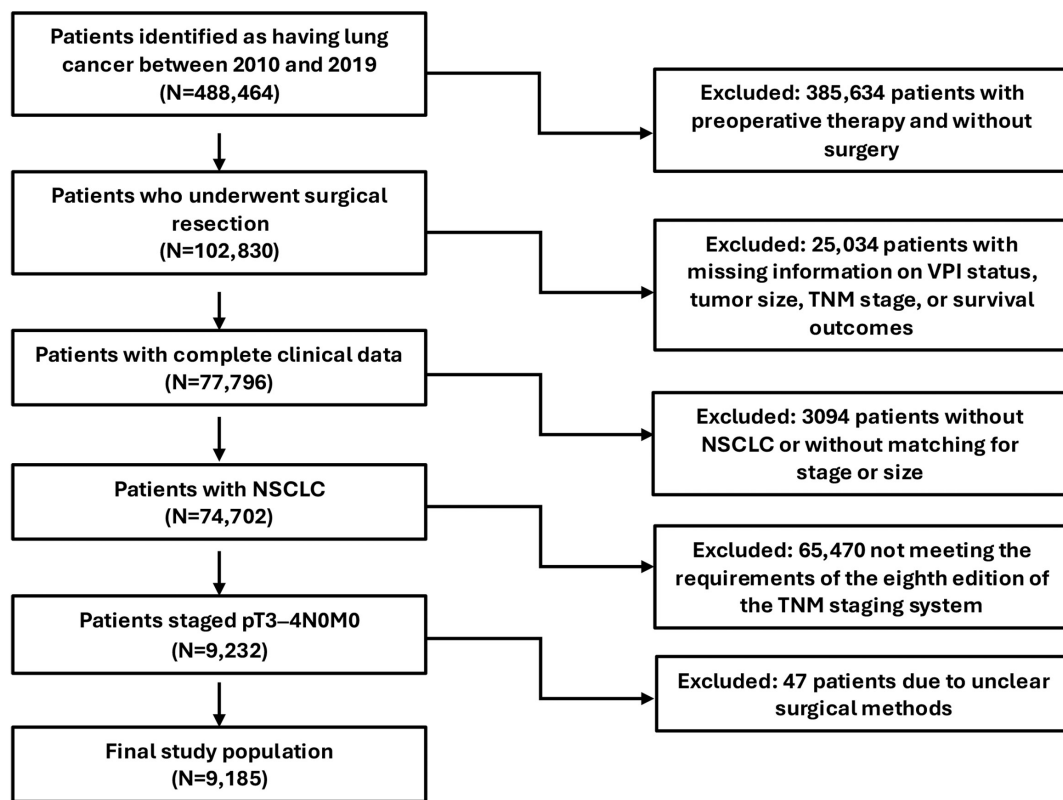 Patients identified as having lung
cancer between 2010 and 2019
(N=488,464)
Excluded: 385,634 patients with
preoperative therapy and without
surgery
Patients who underwent surgical
resection
(N=102,830)
Excluded: 25,034 patients with
missing information on VPI status,
tumor size, TNM stage, or survival
outcomes
Patients with complete clinical data
(N=77,796)
Excluded: 3094 patients without
NSCLC or without matching for
stage or size
Patients with NSCLC
(N=74,702)
Excluded: 65,470 not meeting the
requirements of the eighth edition of
the TNM staging system
Patients staged pT3–4N0M0
(N=9,232)
Excluded: 47 patients due to unclear
surgical methods
Final study population
(N=9,185)